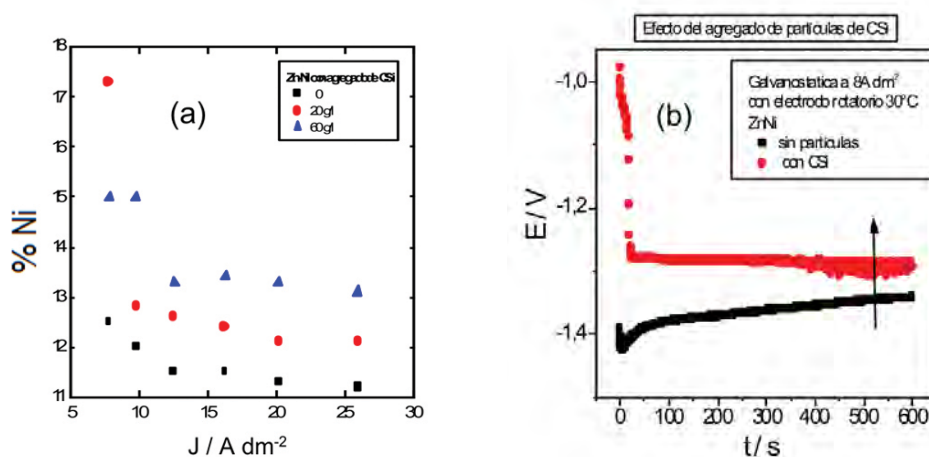 (a)
ZnNi con agregado de CSi
0
20g/l
60g/l
18
17
16
15
14
13
12
11
% Ni
5
10
15
20
25
30
J / A dm-2
Efecto del agregado de partículas de CSi
(b)
Galvanostatica a 8A dm²
con electrodo rotatorio 30°C
ZnNi
sin partículas
con CSi
-1,0
-1,2
-1,4
E / V
0
100
200
300
400
500
600
t / s